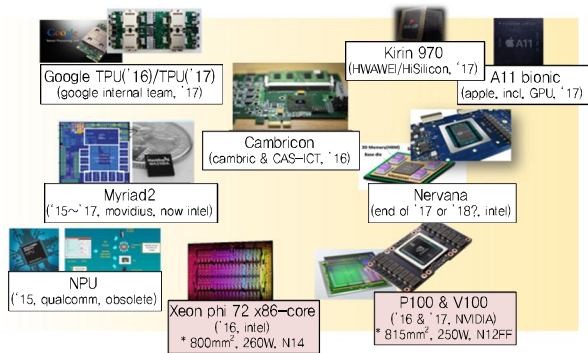 Google
Kirin 970
(HWAWEI/HiSilicon, '17)
A11
A11 bionic
(apple, incl. GPU, '17)
Google TPU('16)/TPU('17)
(google internal team, '17)
Cambricon
(cambric & CAS-ICT, '16)
Myriad2
('15~'17, movidius, now intel)
Nervana
(end of '17 or '18?, intel)
NPU
('15, qualcomm, obsolete)
Xeon phi 72 x86-core
('16, intel)
* 800mm², 260W, N14
P100 & V100
('16 & '17, NVIDIA)
* 815mm², 250W, N12FF